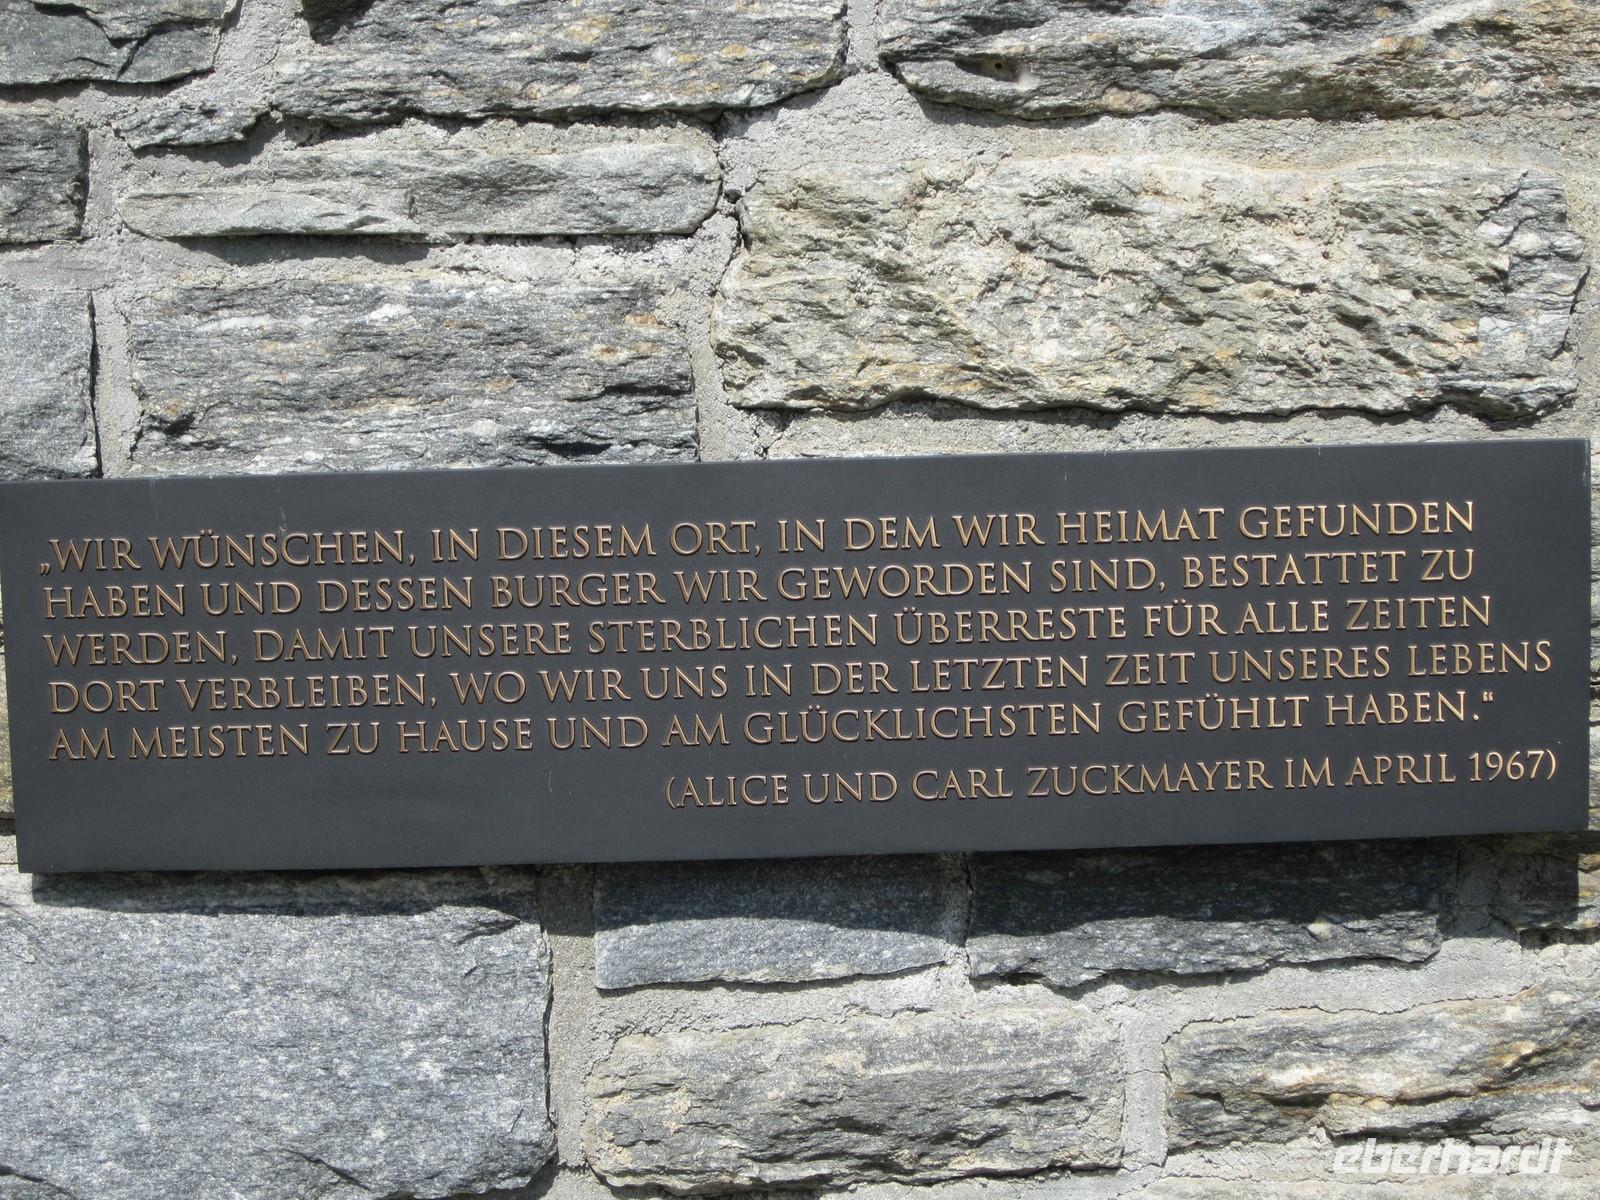 „WIR WÜNSCHEN, IN DIESEM ORT, IN DEM WIR HEIMAT GEFUNDEN
HABEN UND DESSEN BURGER WIR GEWORDEN SIND, BESTATTET ZU
WERDEN, DAMIT UNSERE STERBLICHEN ÜBERRESTE FÜR ALLE ZEITEN
DORT VERBLEIBEN, WO WIR UNS IN DER LETZTEN ZEIT UNSERES LEBENS
AM MEISTEN ZU HAUSE UND AM GLÜCKLICHSTEN GEFÜHLT HABEN.“
(ALICE UND CARL ZUCKMAYER IM APRIL 1967)
eberhardt